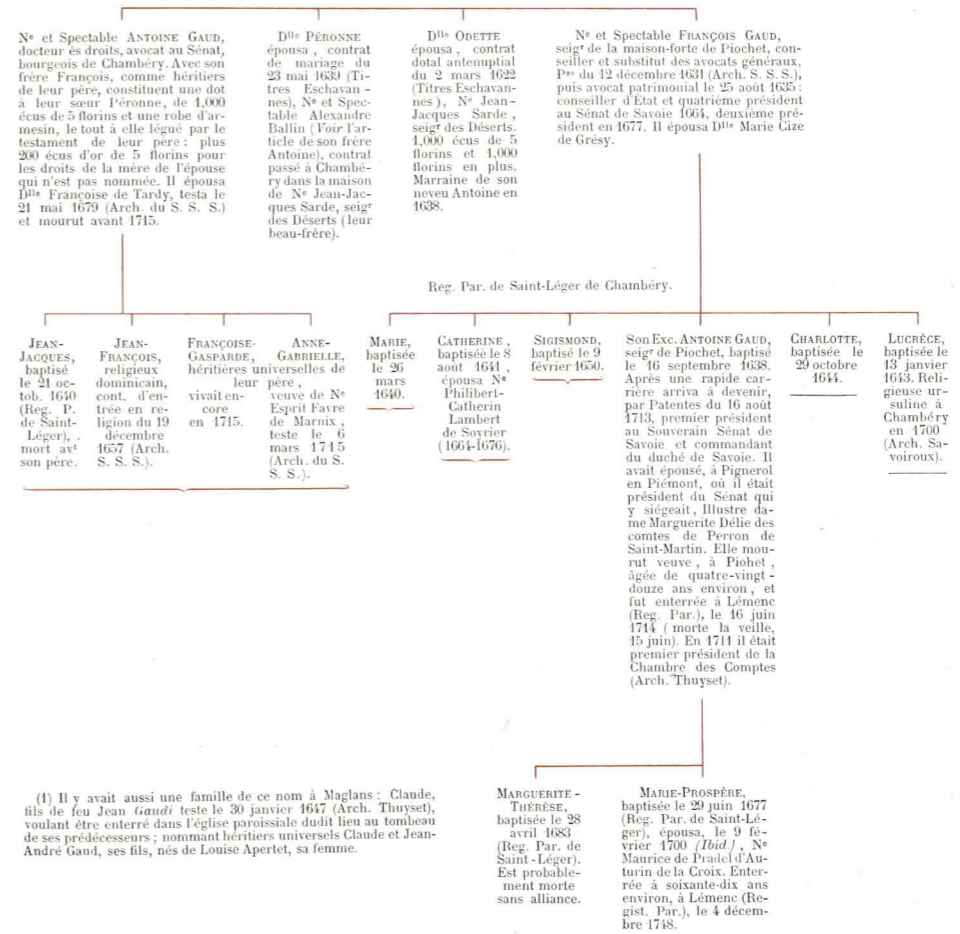 Nᵉ et Spectable ANTOINE GAUD,
docteur ès droits, avocat au Sénat,
bourgeois de Chambéry. Avec son
frère François, comme héritiers
de leur père, constituent une dot
à leur sœur Péronne, de 1,000
écus de 5 florins et une robe d'ar-
mesin, le tout à elle légué par le
testament de leur père : plus
200 écus d'or de 5 florins pour
les droits de la mère de l'épouse
qui n'est pas nommée. Il épousa
Dˡˡᵉ Françoise de Tardy, testa le
21 mai 1679 (Arch. du S. S. S.)
et mourut avant 1715.
Dˡˡᵉ PÉRONNE
épousa, contrat
de mariage du
23 mai 1639 (Ti-
tres Eschavan-
nes), Nᵉ et Spec-
table Alexandre
Ballin (Voir l'ar-
ticle de son frère
Antoine), contrat
passé à Chambé-
ry dans la maison
de Nᵉ Jean-Jac-
ques Sarde, seigʳ
des Déserts (leur
beau-frère).
Dˡˡᵉ ODETTE
épousa, contrat
dotal antenuptial
du 2 mars 1622
(Titres Eschavan-
nes), Nᵉ Jean-
Jacques Sarde,
seigʳ des Déserts.
1,000 écus de 5
florins et 1,000
florins en plus.
Marraine de son
neveu Antoine en
1638.
Nᵉ et Spectable FRANÇOIS GAUD,
seigʳ de la maison-forte de Piochet, con-
seiller et substitut des avocats généraux,
Pᵉˢ du 12 décembre 1631 (Arch. S. S. S.),
puis avocat patrimonial le 25 août 1635 :
conseiller d'État et quatrième président
au Sénat de Savoie 1664, deuxième pré-
sident en 1677. Il épousa Dˡˡᵉ Marie Cize
de Grésy.
Reg. Par. de Saint-Léger de Chambéry.
JEAN-
JACQUES,
baptisé
le 21 oc-
tob. 1640
(Reg. P.
de Saint-
Léger),
mort avᵗ
son père.
JEAN-
FRANÇOIS,
religieux
dominicain,
cont. d'en-
trée en re-
ligion du 19
décembre
1657 (Arch.
S. S. S.).
FRANÇOISE-
GASPARDE,
ANNE-
GABRIELLE,
héritières universelles de
leur père,
vivait en-
core
en 1715.
veuve de Nᵉ
Esprit Favre
de Marnix,
teste le 6
mars 1715
(Arch. du S.
S. S.).
MARIE,
baptisée
le 26
mars
1640.
CATHERINE,
baptisée le 8
août 1641,
épousa Nᵉ
Philibert-
Catherin
Lambert
de Soyrier
(1664-1676).
SIGISMOND,
baptisé le 9
février 1650.
Son Exc. ANTOINE GAUD,
seigʳ de Piochet, baptisé
le 16 septembre 1638.
Après une rapide car-
rière arriva à devenir,
par Patentes du 16 août
1713, premier président
au Souverain Sénat de
Savoie et commandant
du duché de Savoie. Il
avait épousé, à Pignerol
en Piémont, où il était
président du Sénat qui
y siégeait, Illustre da-
me Marguerite Délie des
comtes de Perron de
Saint-Martin. Elle mou-
rut veuve, à Piohet,
âgée de quatre-vingt-
douze ans environ, et
fut enterrée à Lémenc
(Reg. Par.), le 16 juin
1714 (morte la veille,
15 juin). En 1711 il était
premier président de la
Chambre des Comptes
(Arch. Thuyset).
CHARLOTTE,
baptisée le
29 octobre
1644.
LUCRÈCE,
baptisée le
13 janvier
1643. Reli-
gieuse ur-
suline à
Chambéry
en 1700
(Arch. Sa-
voiroux).
(1) Il y avait aussi une famille de ce nom à Maglans : Claude,
fils de feu Jean Gaudi teste le 30 janvier 1647 (Arch. Thuyset),
voulant être enterré dans l'église paroissiale dudit lieu au tombeau
de ses prédécesseurs ; nommant héritiers universels Claude et Jean-
André Gaud, ses fils, nés de Louise Apertet, sa femme.
MARGUERITE-
THÉRÈSE,
baptisée le 28
avril 1683
(Reg. Par. de
Saint-Léger).
Est probable-
ment morte
sans alliance.
MARIE-PROSPÈRE,
baptisée le 29 juin 1677
(Reg. Par. de Saint-Lé-
ger), épousa, le 9 fé-
vrier 1700 (Ibid.), Nᵉ
Maurice de Pradel d'Au-
turin de la Croix. Enter-
rée à soixante-dix ans
environ, à Lémenc (Re-
gist. Par.), le 4 décem-
bre 1748.